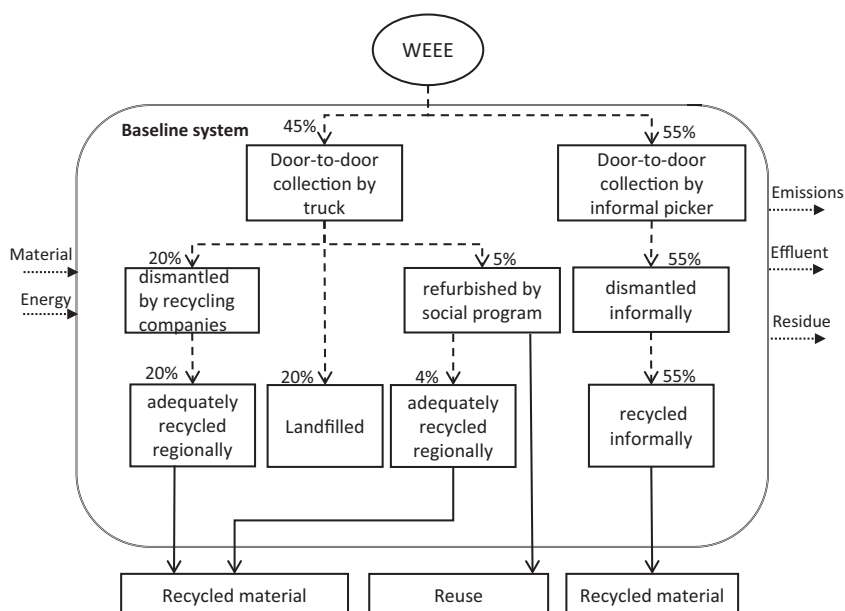 WEEE
Baseline system
45%
55%
Door-to-door
collection by
truck
Door-to-door
collection by
informal picker
Emissions
Material
Energy
Effluent
Residue
20%
5%
55%
dismantled
by recycling
companies
refurbished by
social program
dismantled
informally
20%
20%
4%
55%
adequately
recycled
regionally
Landfilled
adequately
recycled
regionally
recycled
informally
Recycled material
Reuse
Recycled material